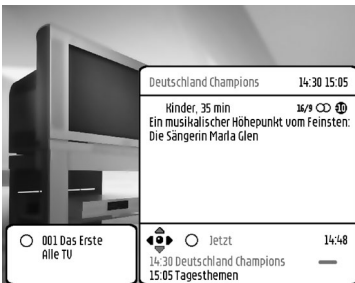 Deutschland Champions 14:30 15:05
Kinder, 35 min 16/9 10
Ein musikalischer Höhepunkt vom Feinsten:
Die Sängerin Marla Glen
001 Das Erste
Alle TV
Jetzt 14:48
14:30 Deutschland Champions
15:05 Tagesthemen